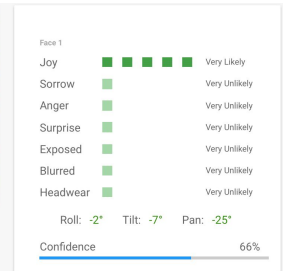 Face 1
Joy Very Likely
Sorrow Very Unlikely
Anger Very Unlikely
Surprise Very Unlikely
Exposed Very Unlikely
Blurred Very Unlikely
Headwear Very Unlikely
Roll: -2° Tilt: -7° Pan: -25°
Confidence 66%